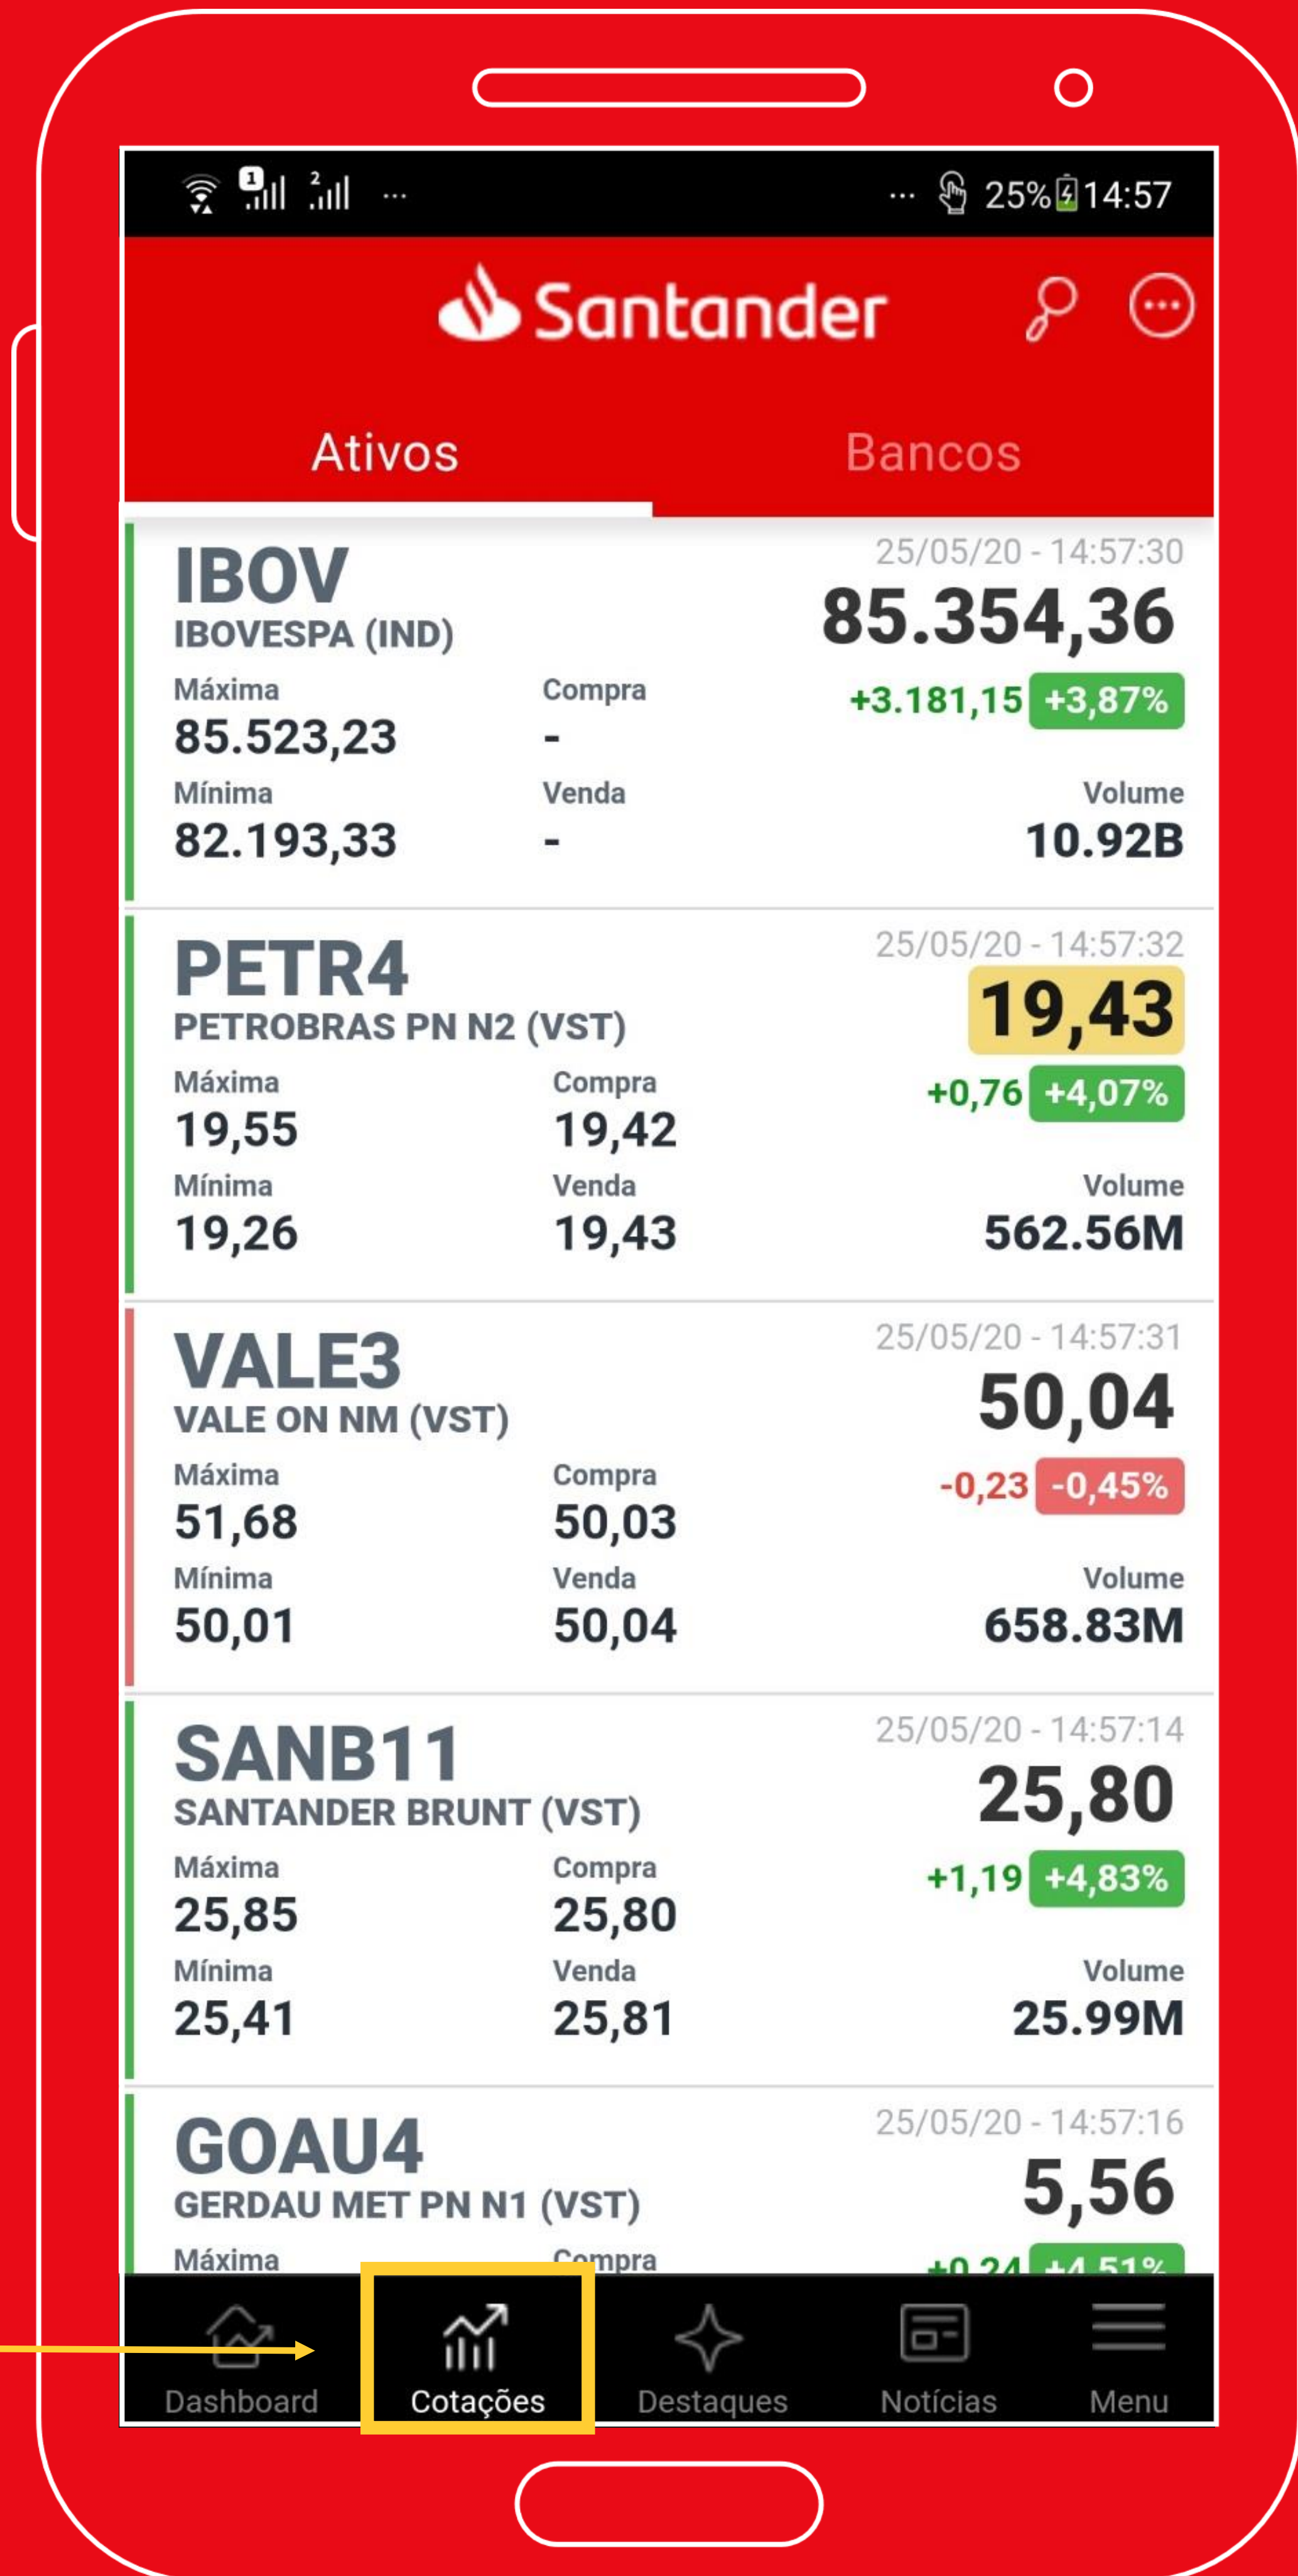 1 2 ... ... 25% 14:57
Santander
Ativos Bancos
IBOV 25/05/20 - 14:57:30
IBOVESPA (IND) 85.354,36
Máxima Compra +3.181,15 +3,87%
85.523,23 -
Mínima Venda Volume
82.193,33 - 10.92B
PETR4 25/05/20 - 14:57:32
PETROBRAS PN N2 (VST) 19,43
Máxima Compra +0,76 +4,07%
19,55 19,42
Mínima Venda Volume
19,26 19,43 562.56M
VALE3 25/05/20 - 14:57:31
VALE ON NM (VST) 50,04
Máxima Compra -0,23 -0,45%
51,68 50,03
Mínima Venda Volume
50,01 50,04 658.83M
SANB11 25/05/20 - 14:57:14
SANTANDER BRUNT (VST) 25,80
Máxima Compra +1,19 +4,83%
25,85 25,80
Mínima Venda Volume
25,41 25,81 25.99M
GOAU4 25/05/20 - 14:57:16
GERDAU MET PN N1 (VST) 5,56
Máxima Compra +0,24 +4,51%
Dashboard Cotações Destaques Notícias Menu